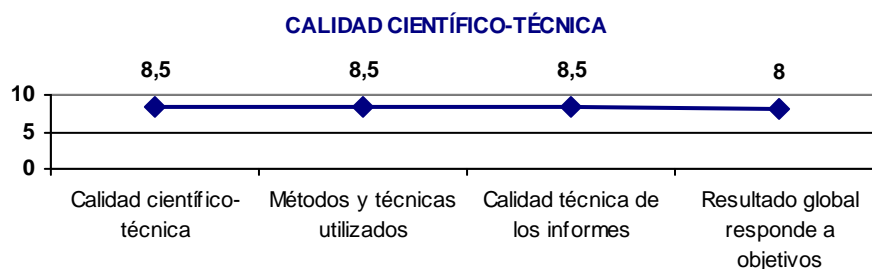 CALIDAD CIENTÍFICO-TÉCNICA
8,5 8,5 8,5 8
10
5
0
Calidad científico-
técnica
Métodos y técnicas
utilizados
Calidad técnica de
los informes
Resultado global
responde a
objetivos